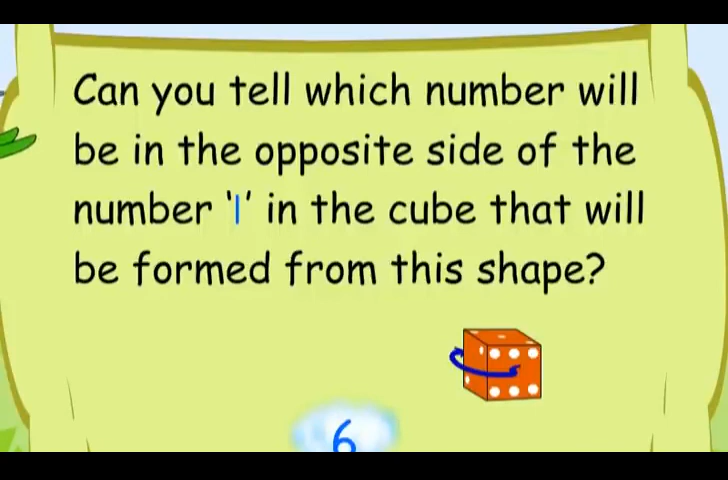 Can you tell which number will
be in the opposite side of the
number '1' in the cube that will
be formed from this shape?
6